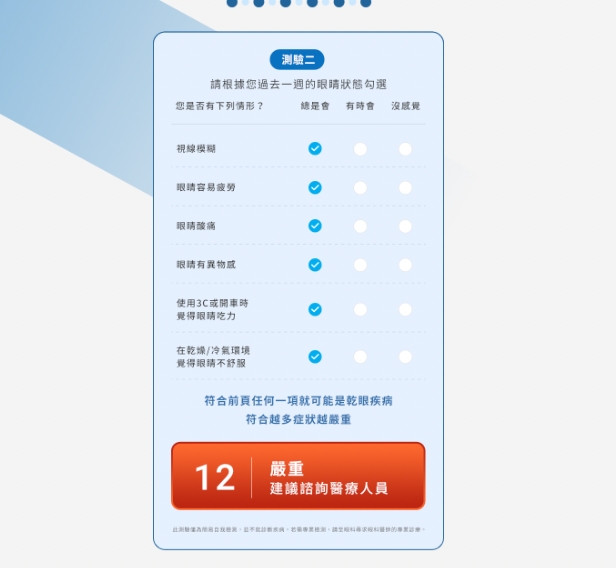 測驗二
請根據您過去一週的眼睛狀態勾選
您是否有下列情形？ 總是會 有時會 沒感覺
視線模糊
眼睛容易疲勞
眼睛酸痛
眼睛有異物感
使用3C或開車時
覺得眼睛吃力
在乾燥/冷氣環境
覺得眼睛不舒服
符合前頁任何一項就可能是乾眼疾病
符合越多症狀越嚴重
12
嚴重
建議諮詢醫療人員